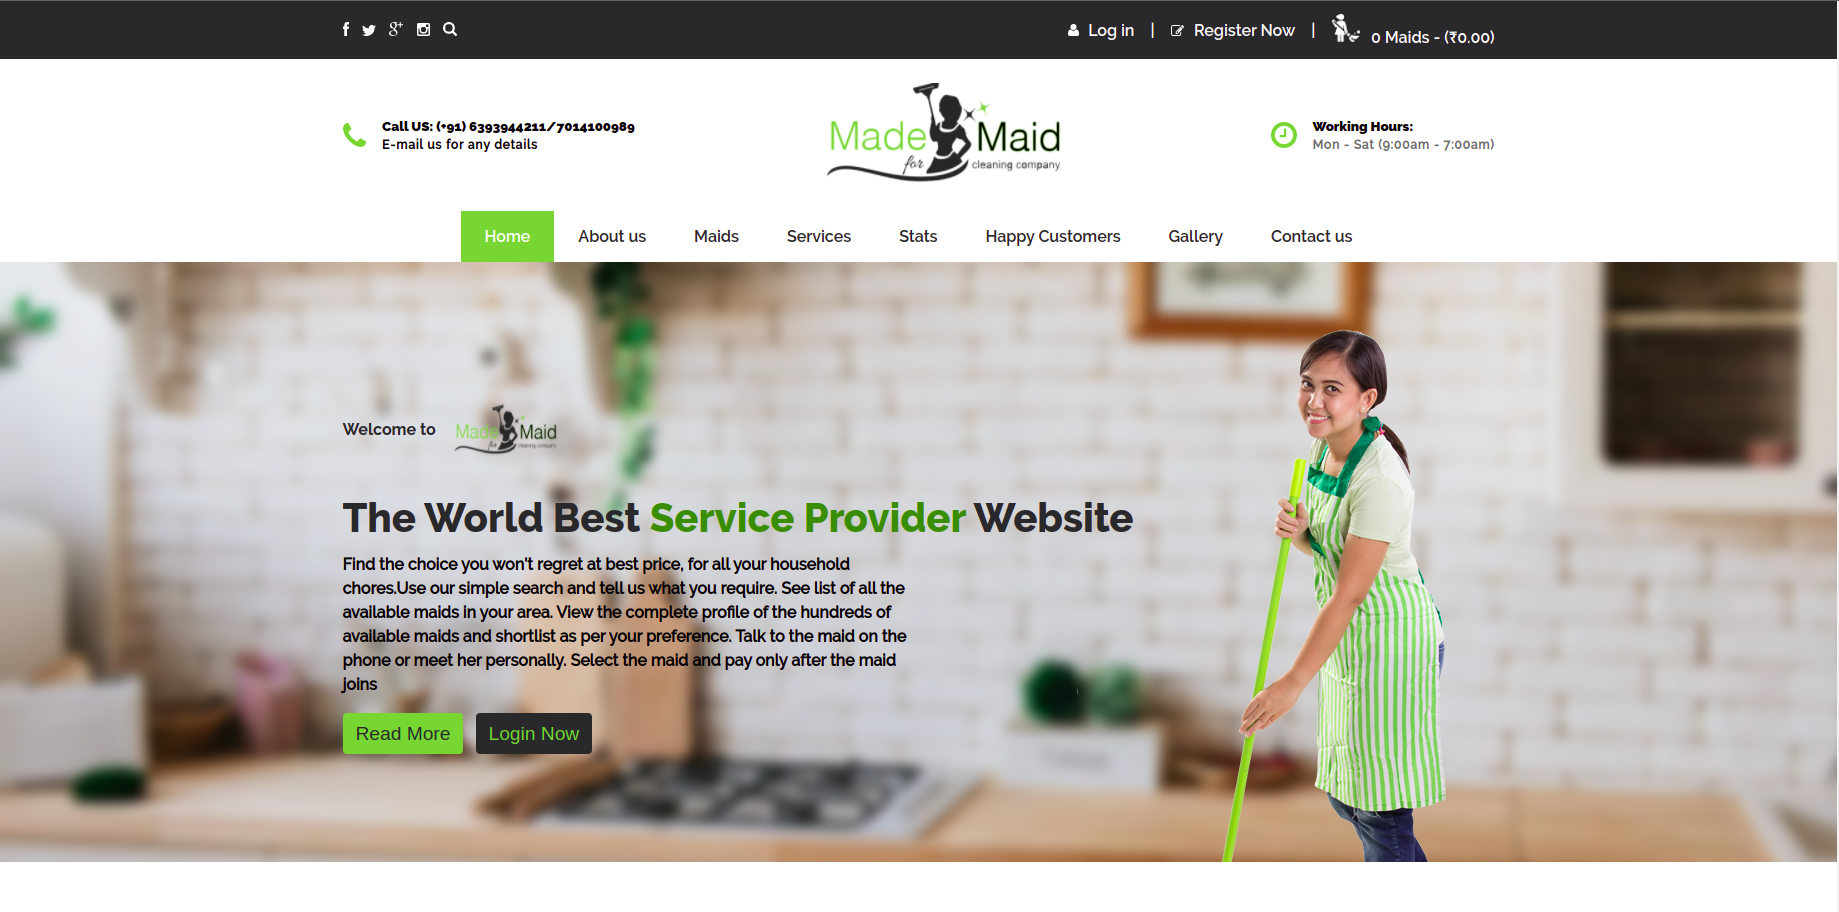 Log in | Register Now | 0 Maids - (₹0.00)
Call US: (+91) 6393944211/7014100989
E-mail us for any details
Made for Maid
cleaning company
Working Hours:
Mon - Sat (9:00am - 7:00am)
Home About us Maids Services Stats Happy Customers Gallery Contact us
Welcome to Made for Maid
cleaning company
The World Best Service Provider Website
Find the choice you won't regret at best price, for all your household
chores.Use our simple search and tell us what you require. See list of all the
available maids in your area. View the complete profile of the hundreds of
available maids and shortlist as per your preference. Talk to the maid on the
phone or meet her personally. Select the maid and pay only after the maid
joins
Read More Login Now